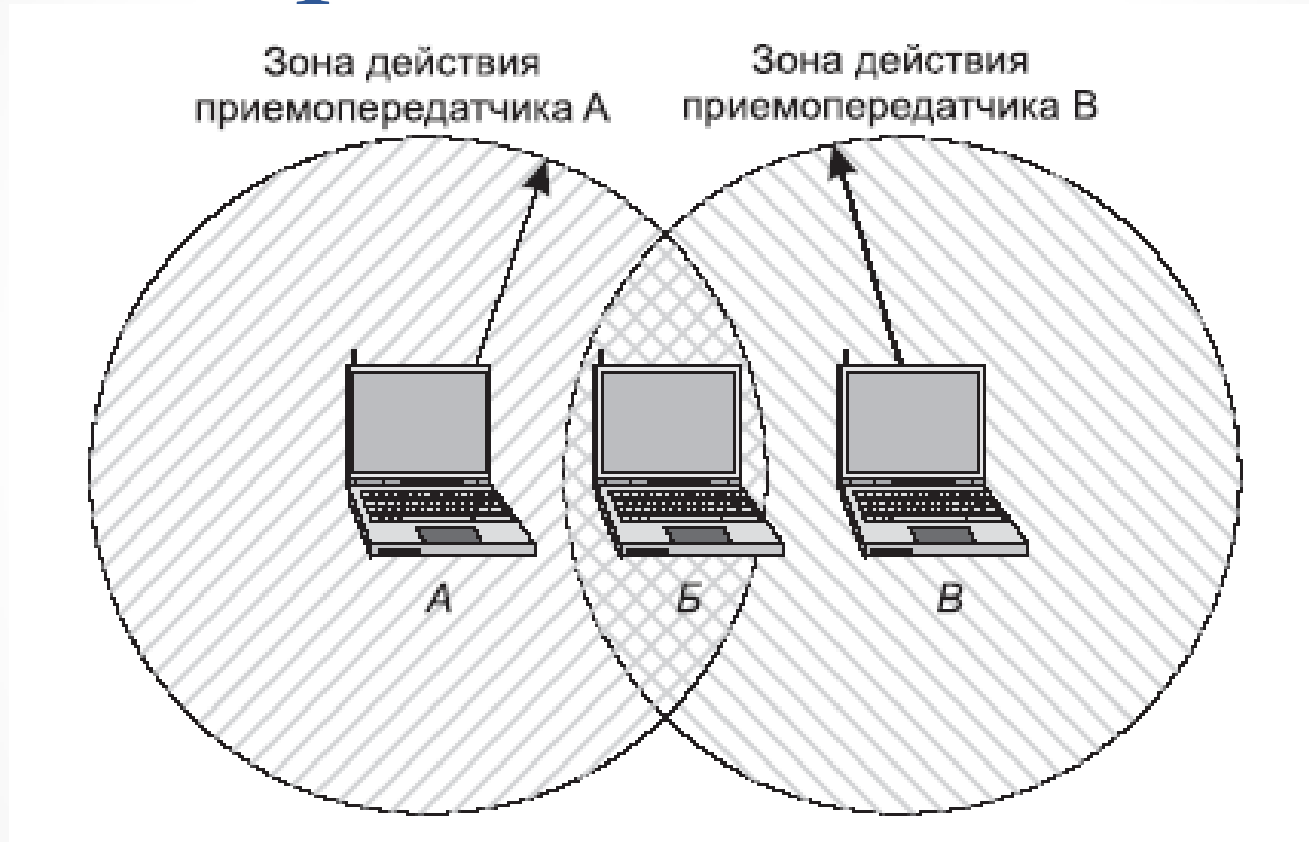 Зона действия
приемопередатчика А
Зона действия
приемопередатчика В
А
Б
В